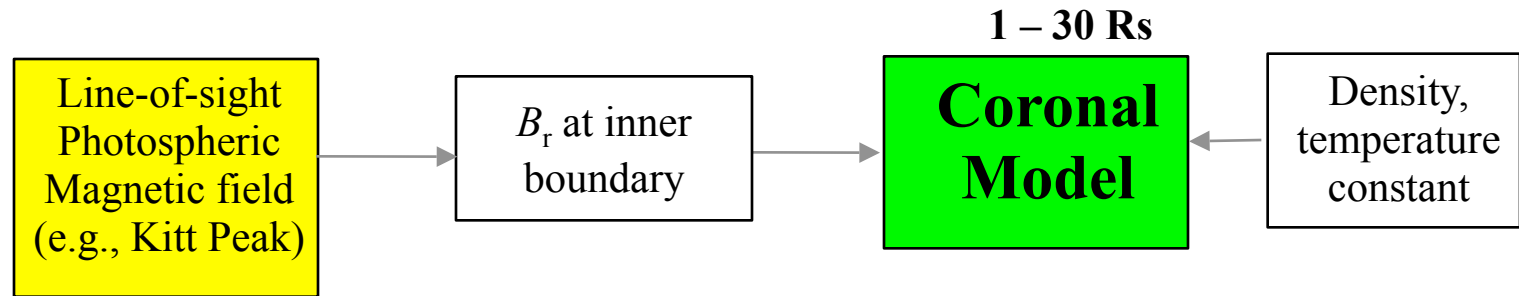 Line-of-sight
Photospheric
Magnetic field
(e.g., Kitt Peak)
Br at inner
boundary
1 – 30 Rs
Coronal
Model
Density,
temperature
constant